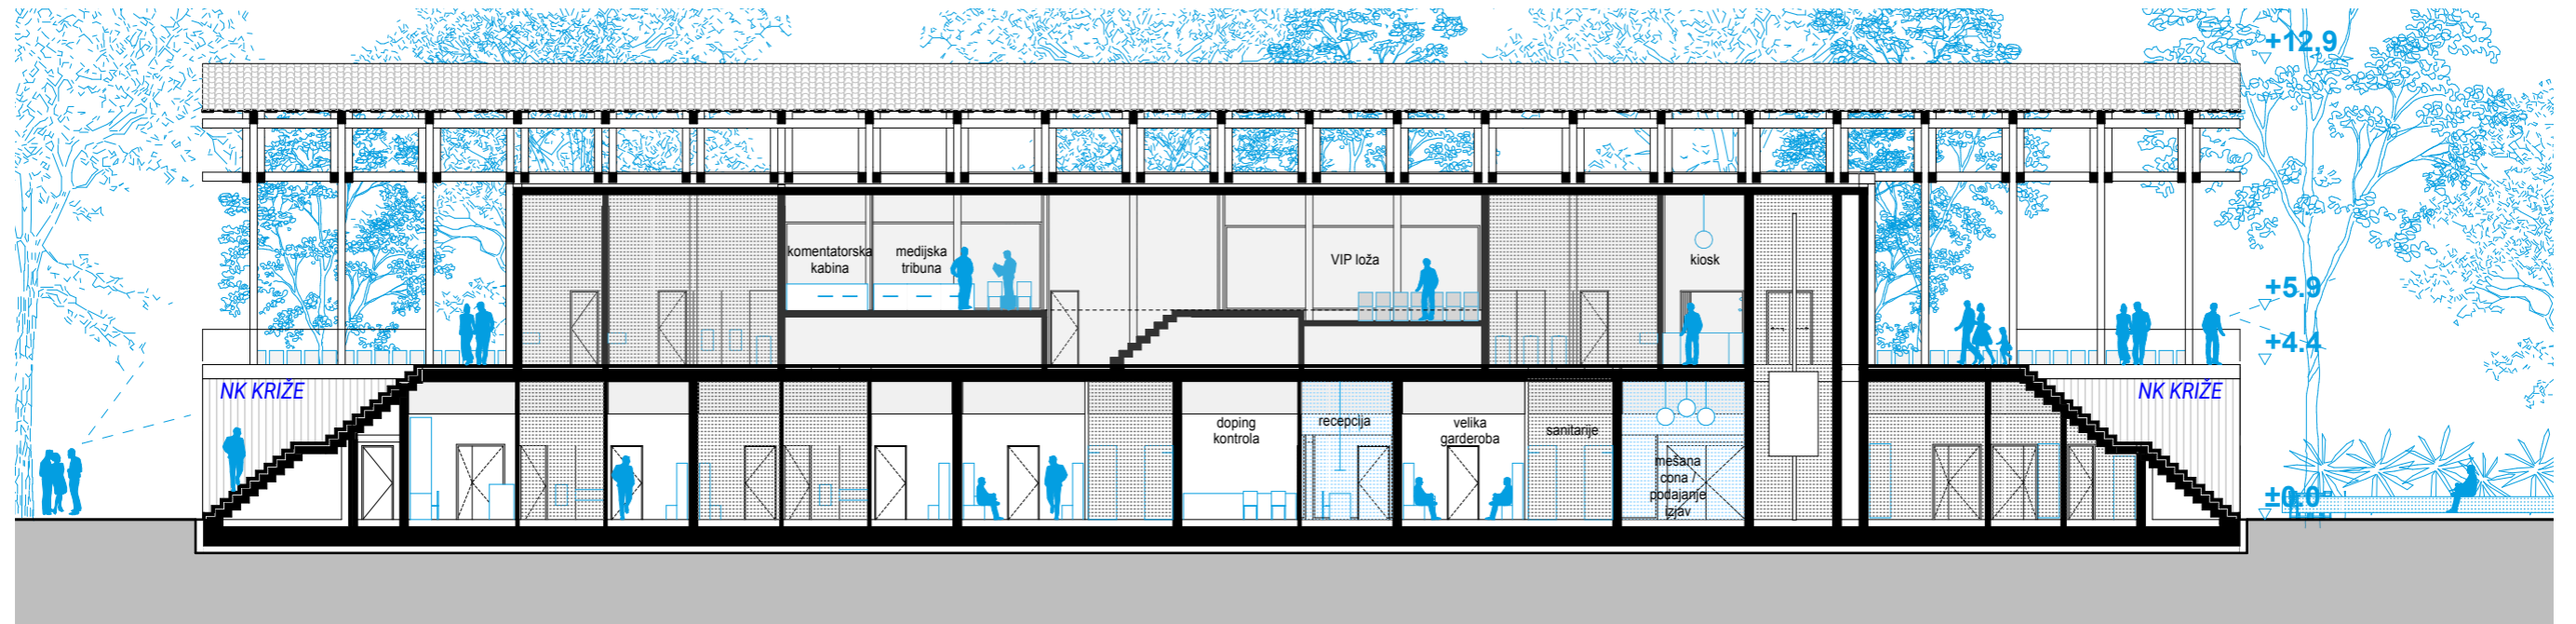 +12.9
komentatorska
kabina
medijska
tribuna
VIP loža
kiosk
+5.9
+4.4
NK KRIŽE
NK KRIŽE
doping
kontrola
recepcija
velika
garderoba
sanitarije
mešana
cona /
podajanje
izjav
±0.0